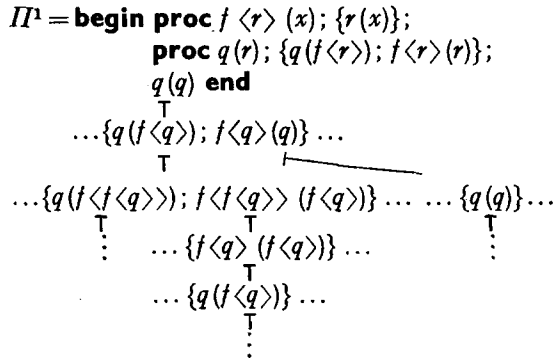 Π¹ = begin proc f ⟨r⟩ (x); {r(x)};
proc q(r); {q(f⟨r⟩); f⟨r⟩(r)};
q(q) end
...{q(f⟨q⟩); f⟨q⟩(q)} ...
...{q(f⟨f⟨q⟩⟩); f⟨f⟨q⟩⟩ (f⟨q⟩)} ... ...{q(q)}...
... {f⟨q⟩ (f⟨q⟩)} ...
... {q(f⟨q⟩)} ...